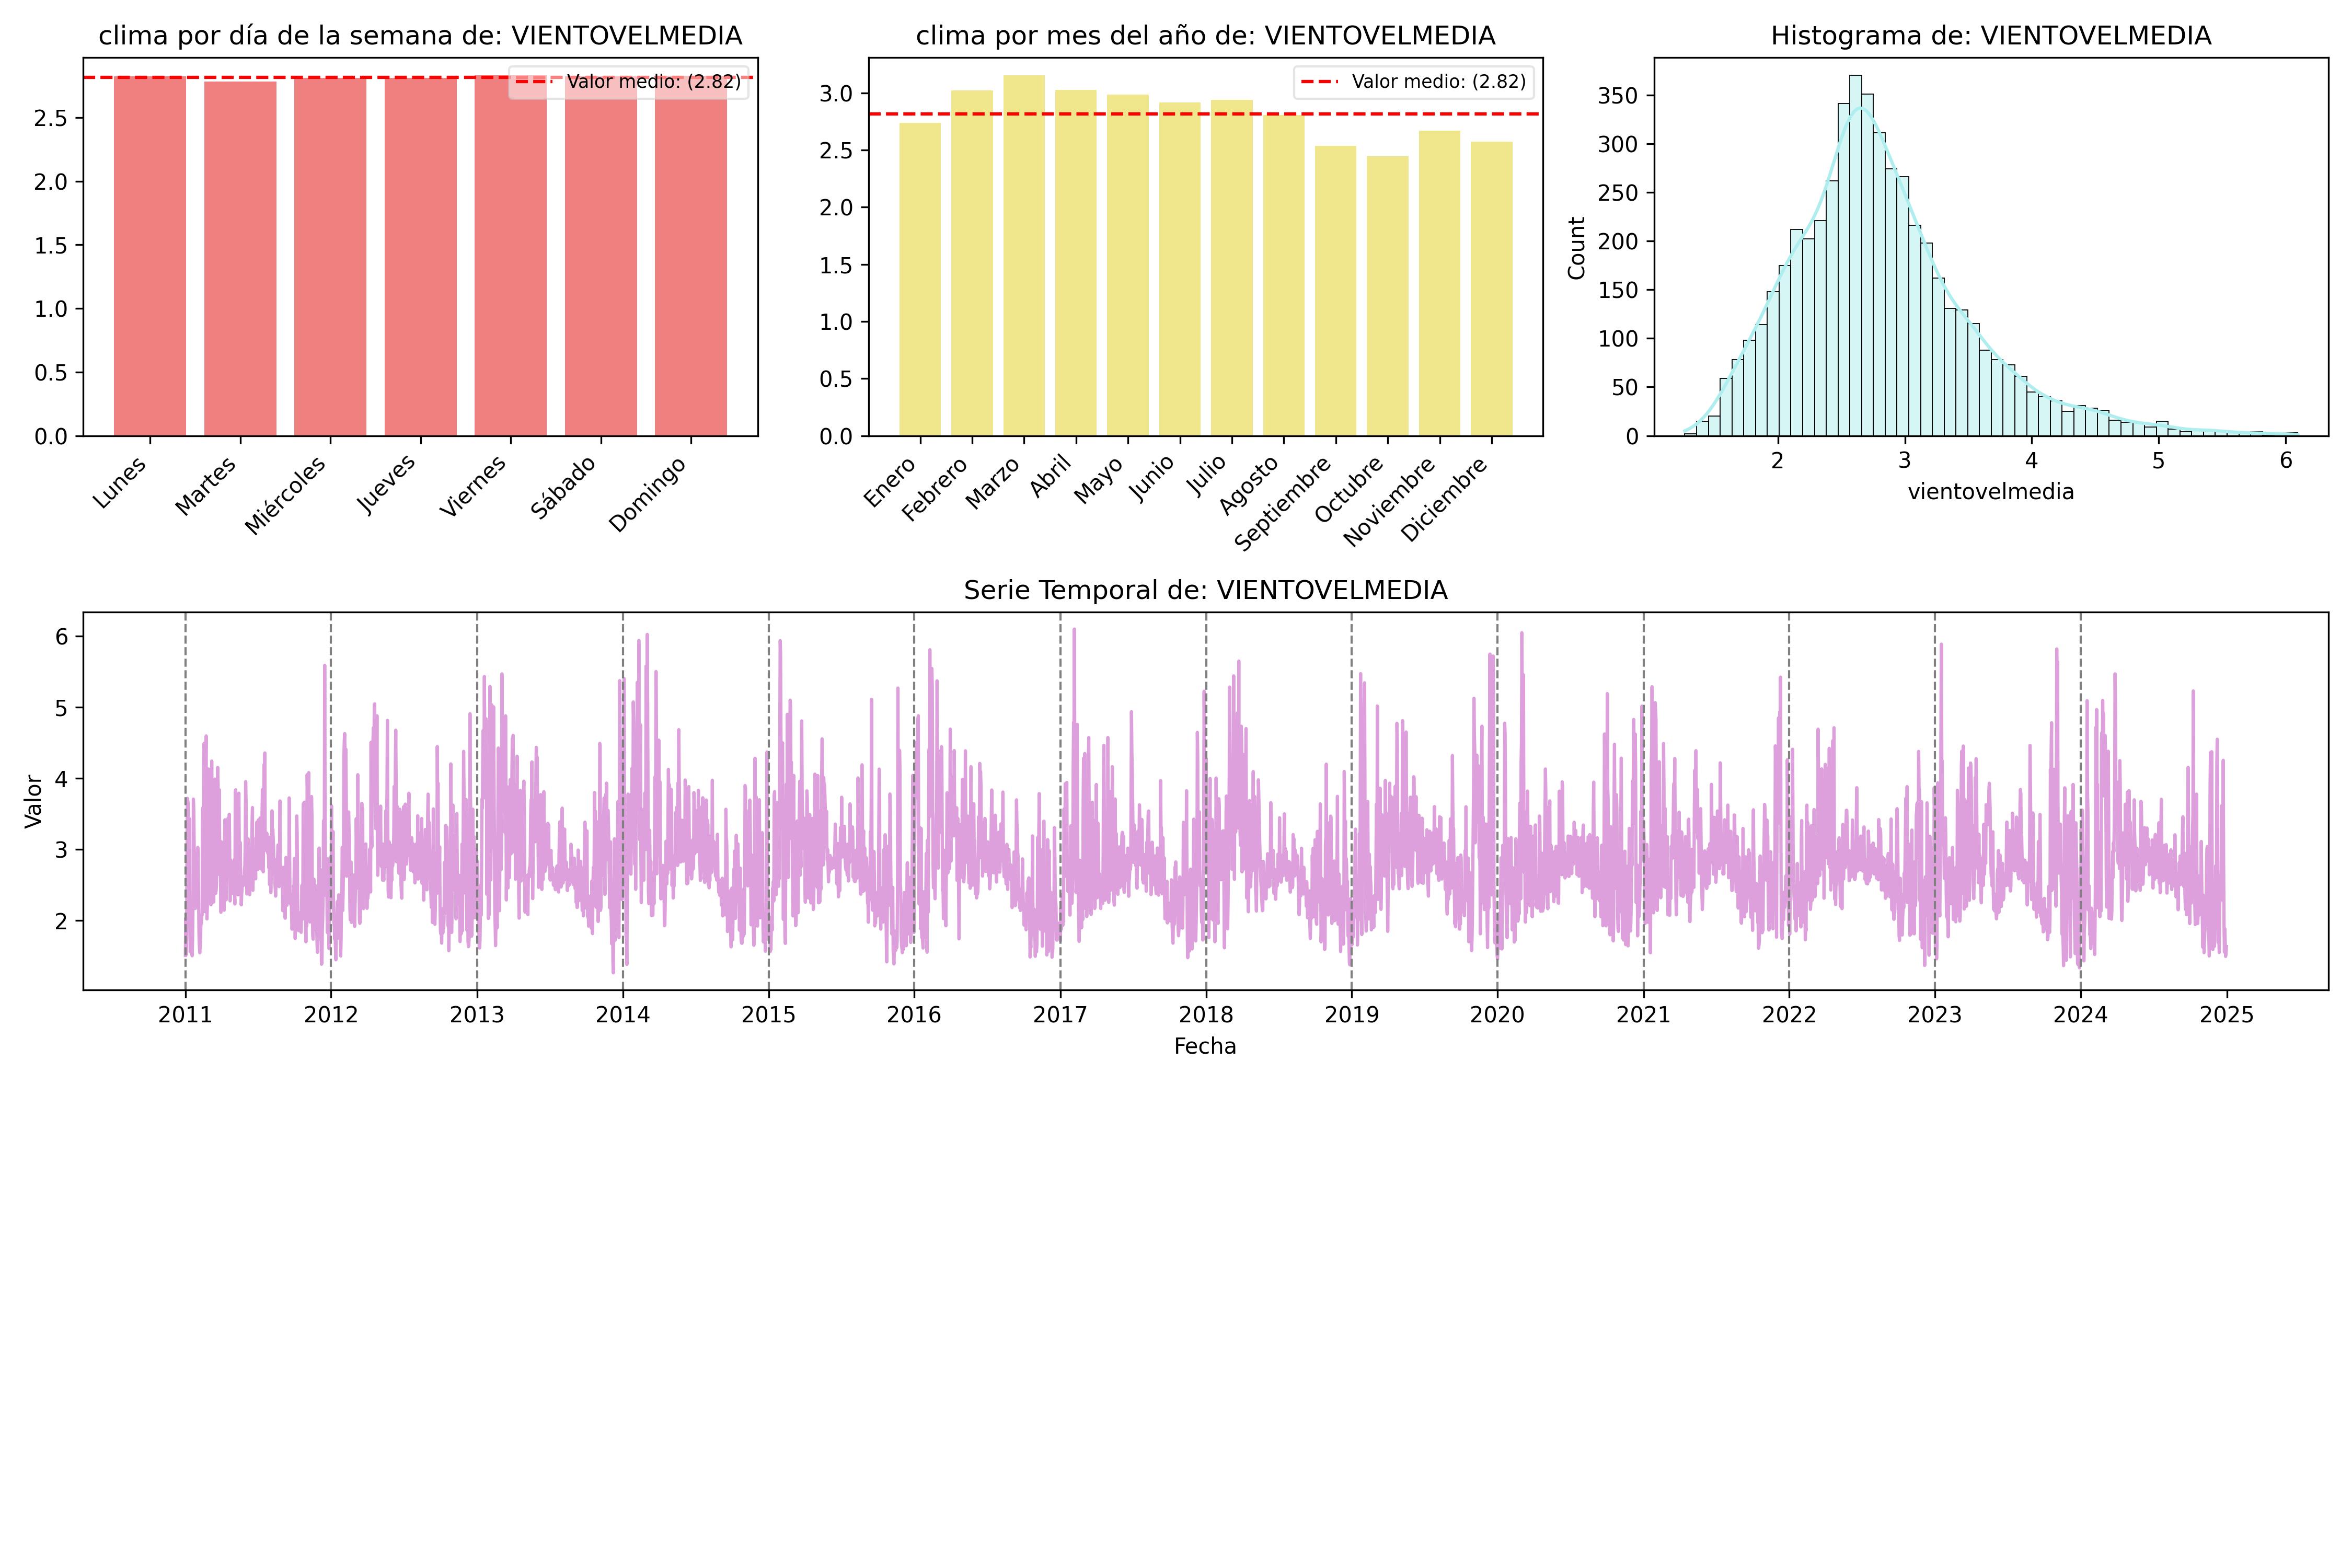 clima por día de la semana de: VIENTOVELMEDIA
Valor medio: (2.82)
2.5
2.0
1.5
1.0
0.5
0.0
Lunes
Martes
Miércoles
Jueves
Viernes
Sábado
Domingo
clima por mes del año de: VIENTOVELMEDIA
Valor medio: (2.82)
3.0
2.5
2.0
1.5
1.0
0.5
0.0
Enero
Febrero
Marzo
Abril
Mayo
Junio
Julio
Agosto
Septiembre
Octubre
Noviembre
Diciembre
Histograma de: VIENTOVELMEDIA
Count
350
300
250
200
150
100
50
0
2 3 4 5 6
vientovelmedia
Serie Temporal de: VIENTOVELMEDIA
Valor
6
5
4
3
2
2011 2012 2013 2014 2015 2016 2017 2018 2019 2020 2021 2022 2023 2024 2025
Fecha